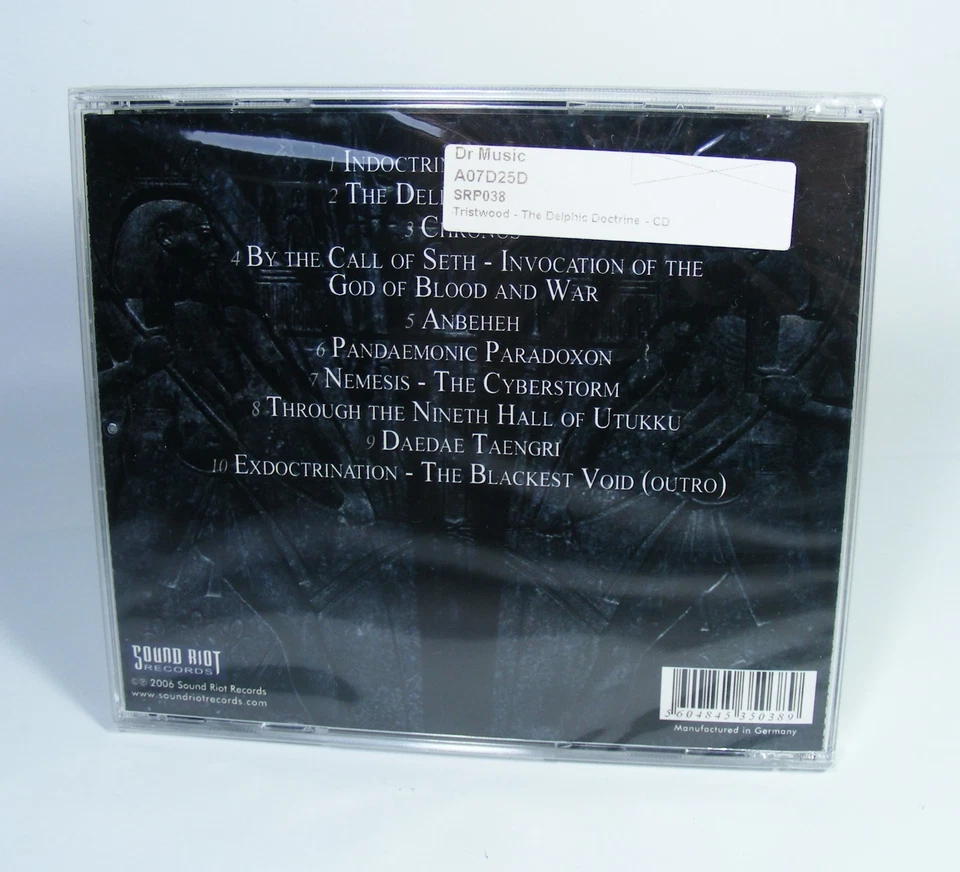 1 INDOCTRIN
2 THE DEL
3 CHRONOS
4 BY THE CALL OF SETH - INVOCATION OF THE
GOD OF BLOOD AND WAR
5 ANBEHEH
6 PANDAEMONIC PARADOXON
7 NEMESIS - THE CYBERSTORM
8 THROUGH THE NINETH HALL OF UTUKKU
9 DAEDAE TAENGRI
10 EXDOCTRINATION - THE BLACKEST VOID (OUTRO)
Dr Music
A07D25D
SRP038
Tristwood - The Delphic Doctrine - CD
SOUND RIOT
RECORDS
©℗ 2006 Sound Riot Records
www.soundriotrecords.com
5 604845 350389
Manufactured in Germany